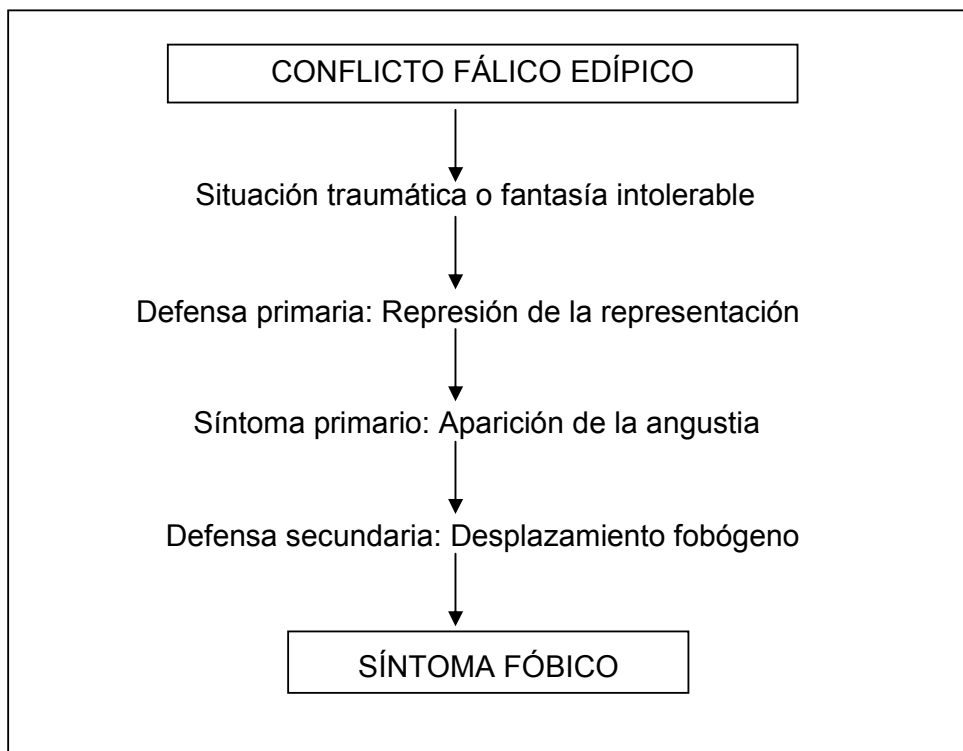 CONFLICTO FÁLICO EDÍPICO
Situación traumática o fantasía intolerable
Defensa primaria: Represión de la representación
Síntoma primario: Aparición de la angustia
Defensa secundaria: Desplazamiento fobógeno
SÍNTOMA FÓBICO